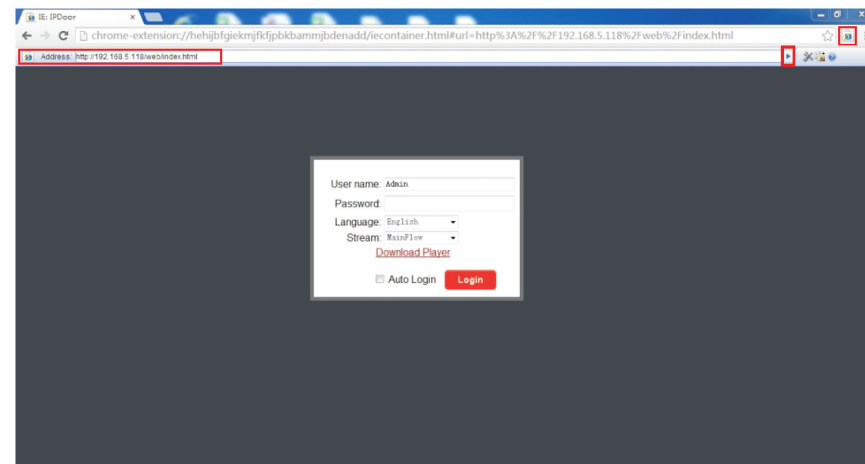 IE: IPDoor
chrome-extension://hehijbfgiekmjfkfjpbkbammjbdenadd/iecontainer.html#url=http%3A%2F%2F192.168.5.118%2Fweb%2Findex.html
Address: http://192.168.5.118/web/index.html
User name: Admin
Password:
Language: English
Stream: MainFlow
Download Player
Auto Login Login